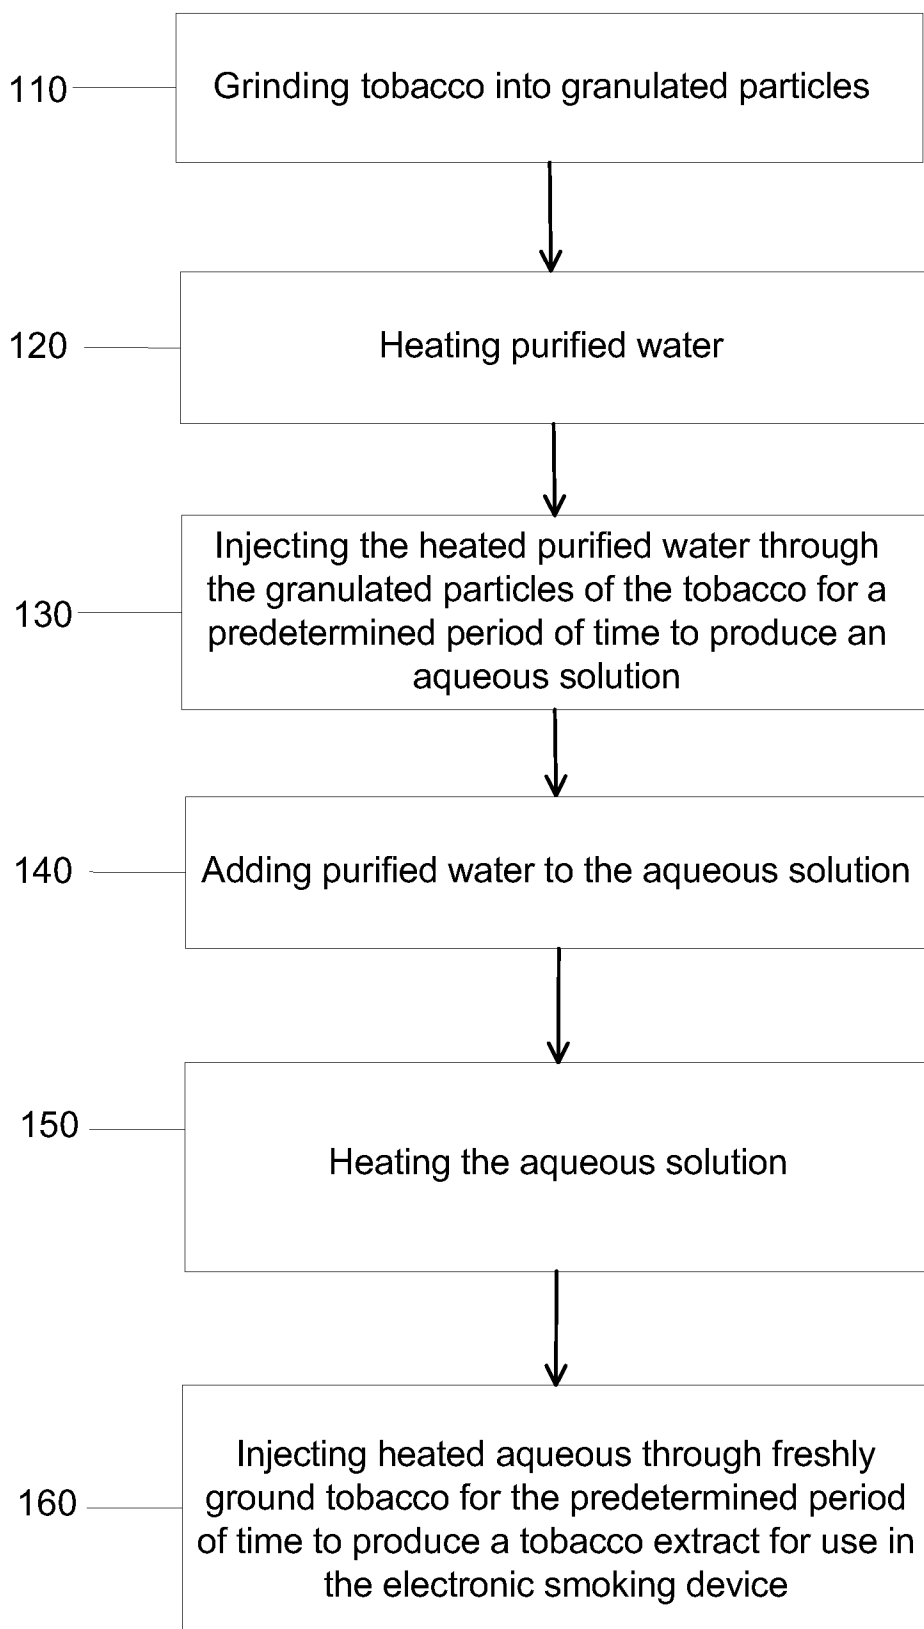 110
Grinding tobacco into granulated particles
120
Heating purified water
130
Injecting the heated purified water through
the granulated particles of the tobacco for a
predetermined period of time to produce an
aqueous solution
140
Adding purified water to the aqueous solution
150
Heating the aqueous solution
160
Injecting heated aqueous through freshly
ground tobacco for the predetermined period
of time to produce a tobacco extract for use in
the electronic smoking device